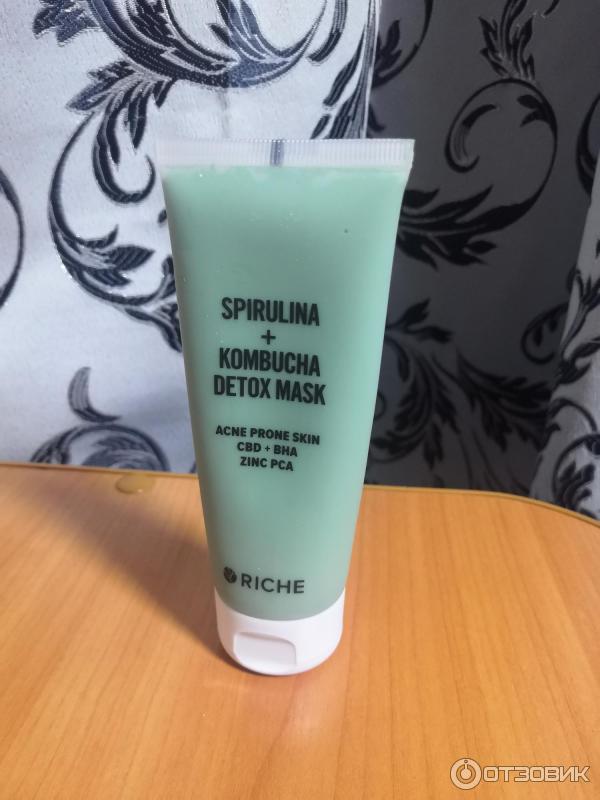 SPIRULINA
+
KOMBUCHA
DETOX MASK
ACNE PRONE SKIN
CBD + BHA
ZINC PCA
RICHE
ОТЗОВИК